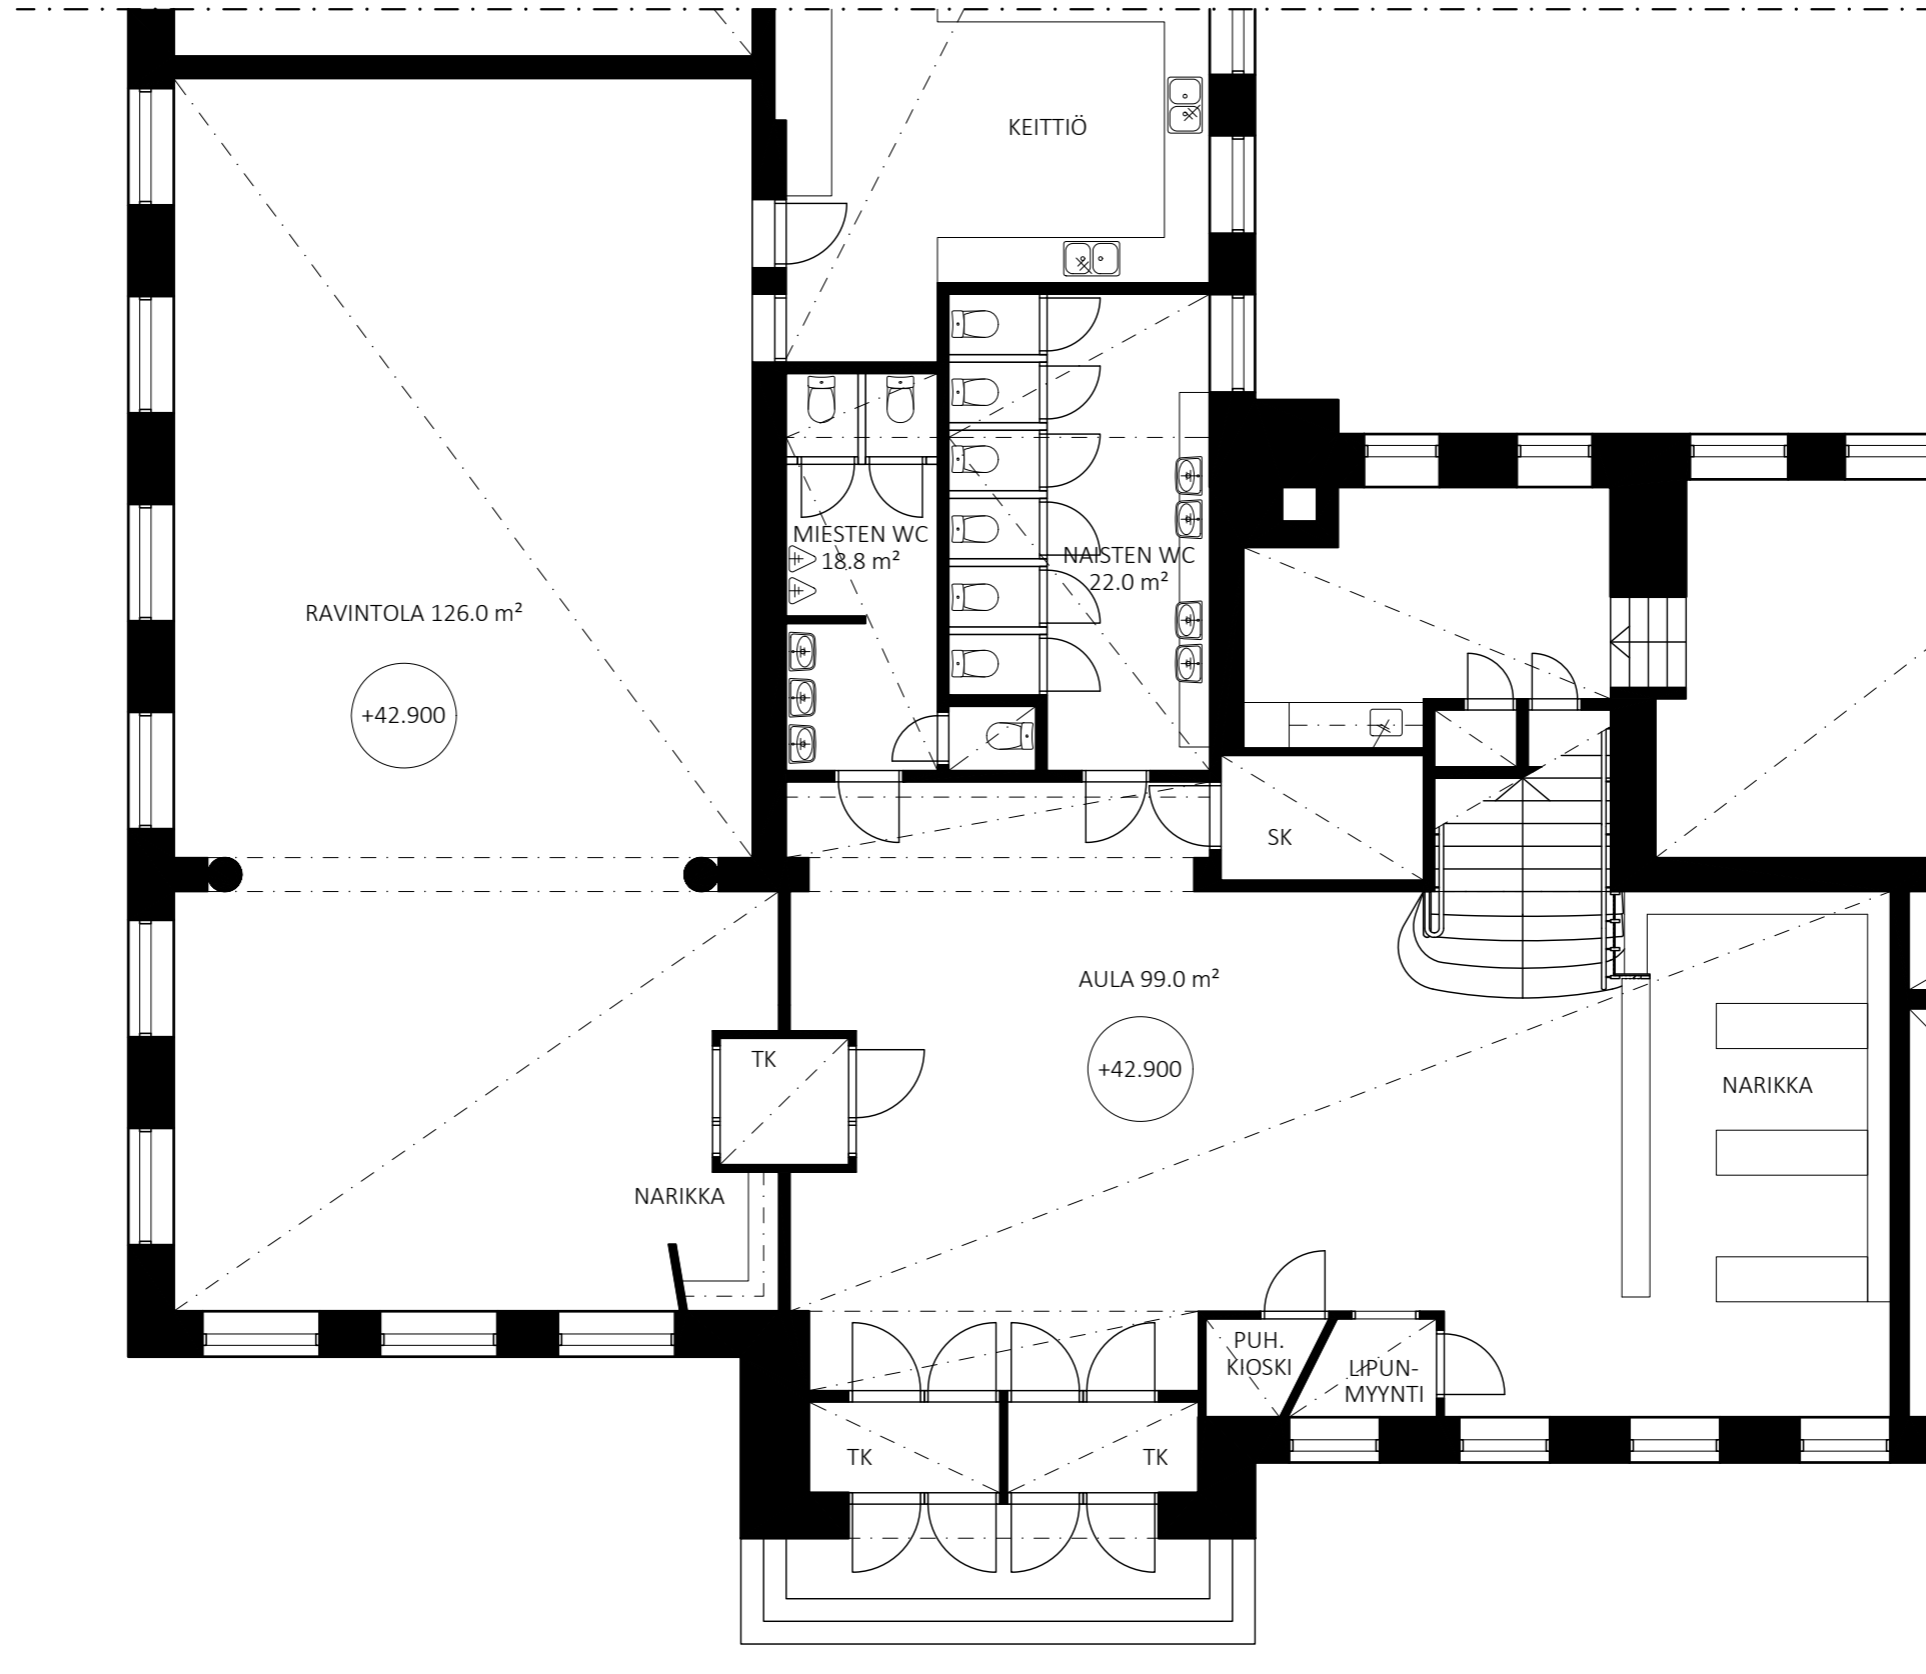 KEITTIÖ
MIESTEN WC
18.8 m²
NAISTEN WC
22.0 m²
RAVINTOLA 126.0 m²
+42.900
SK
AULA 99.0 m²
+42.900
TK
NARIKKA
NARIKKA
PUH.
KIOSKI
LIPUN-
MYYNTI
TK
TK